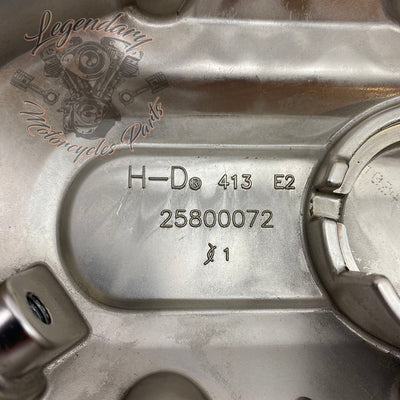 Legendary
Motorcycles Parts
H-D® 413 E2
25800072
1